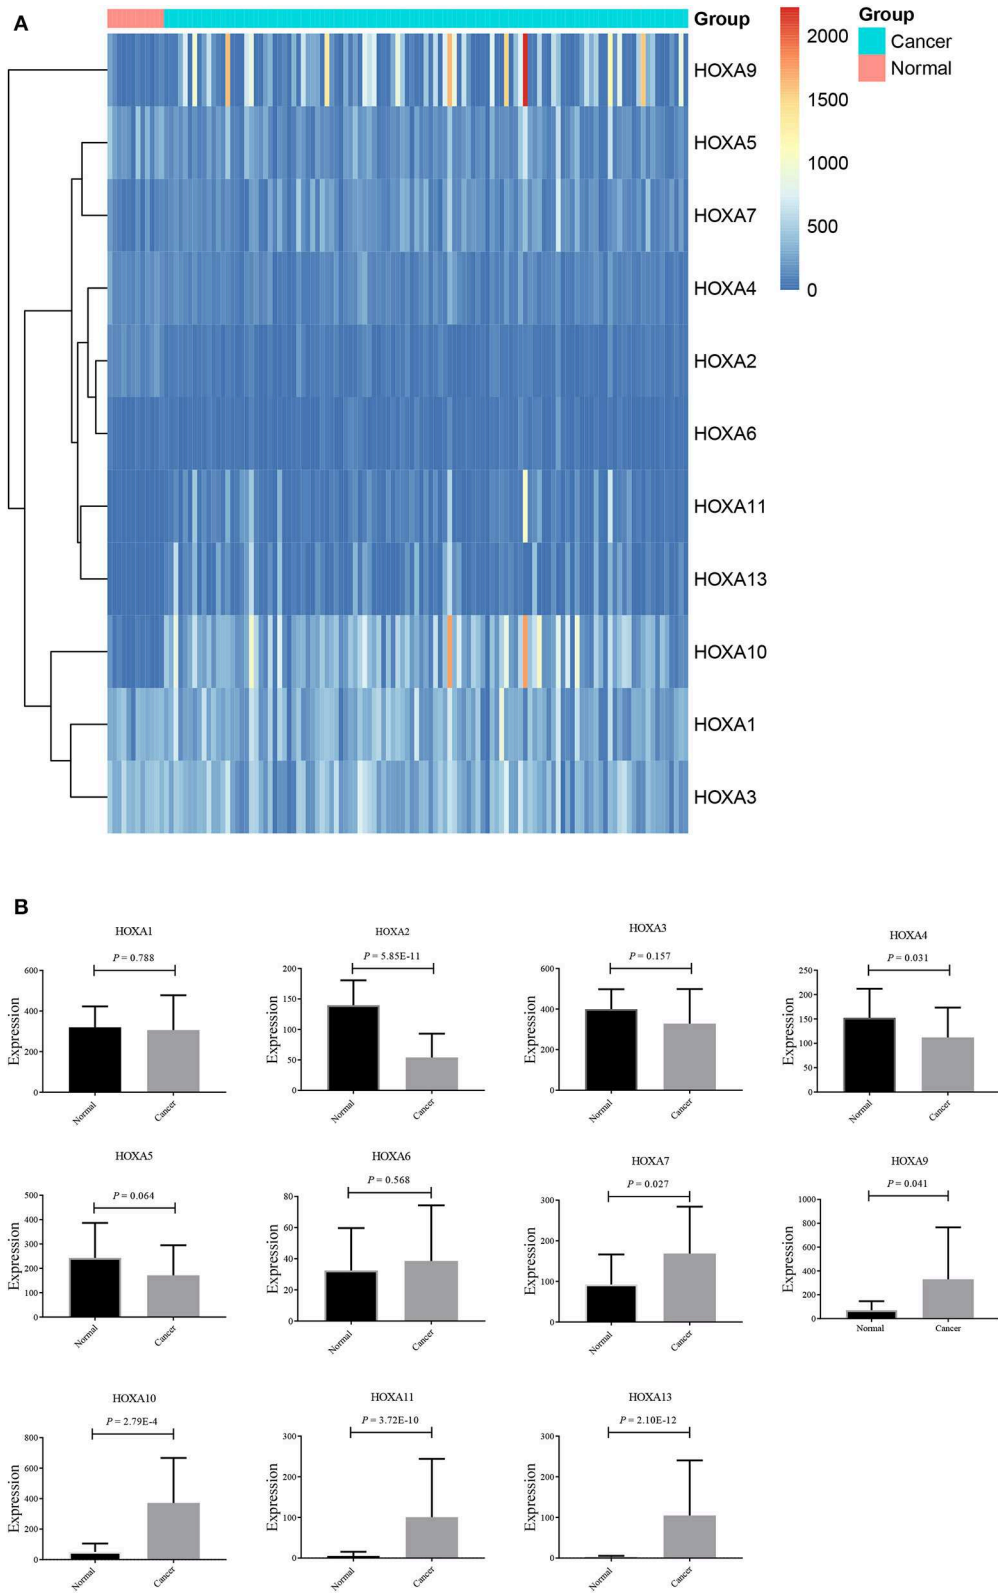 A
Group
HOXA9
HOXA5
HOXA7
HOXA4
HOXA2
HOXA6
HOXA11
HOXA13
HOXA10
HOXA1
HOXA3
2000
1500
1000
500
0
Group
Cancer
Normal
B
HOXA1
P = 0.788
Expression
600
400
200
0
Normal
Cancer
HOXA2
P = 5.85E-11
Expression
200
150
100
50
0
Normal
Cancer
HOXA3
P = 0.157
Expression
600
400
200
0
Normal
Cancer
HOXA4
P = 0.031
Expression
250
200
150
100
50
0
Normal
Cancer
HOXA5
P = 0.064
Expression
500
400
300
200
100
0
Normal
Cancer
HOXA6
P = 0.568
Expression
80
60
40
20
0
Normal
Cancer
HOXA7
P = 0.027
Expression
300
200
100
0
Normal
Cancer
HOXA9
P = 0.041
Expression
1000
800
600
400
200
0
Normal
Cancer
HOXA10
P = 2.79E-4
Expression
800
600
400
200
0
Normal
Cancer
HOXA11
P = 3.72E-10
Expression
300
200
100
0
Normal
Cancer
HOXA13
P = 2.10E-12
Expression
300
200
100
0
Normal
Cancer